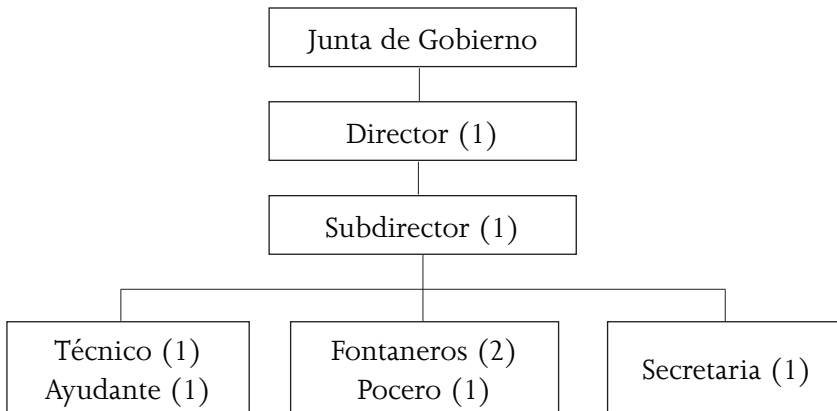 Junta de Gobierno
Director (1)
Subdirector (1)
Técnico (1)
Ayudante (1)
Fontaneros (2)
Pocero (1)
Secretaria (1)